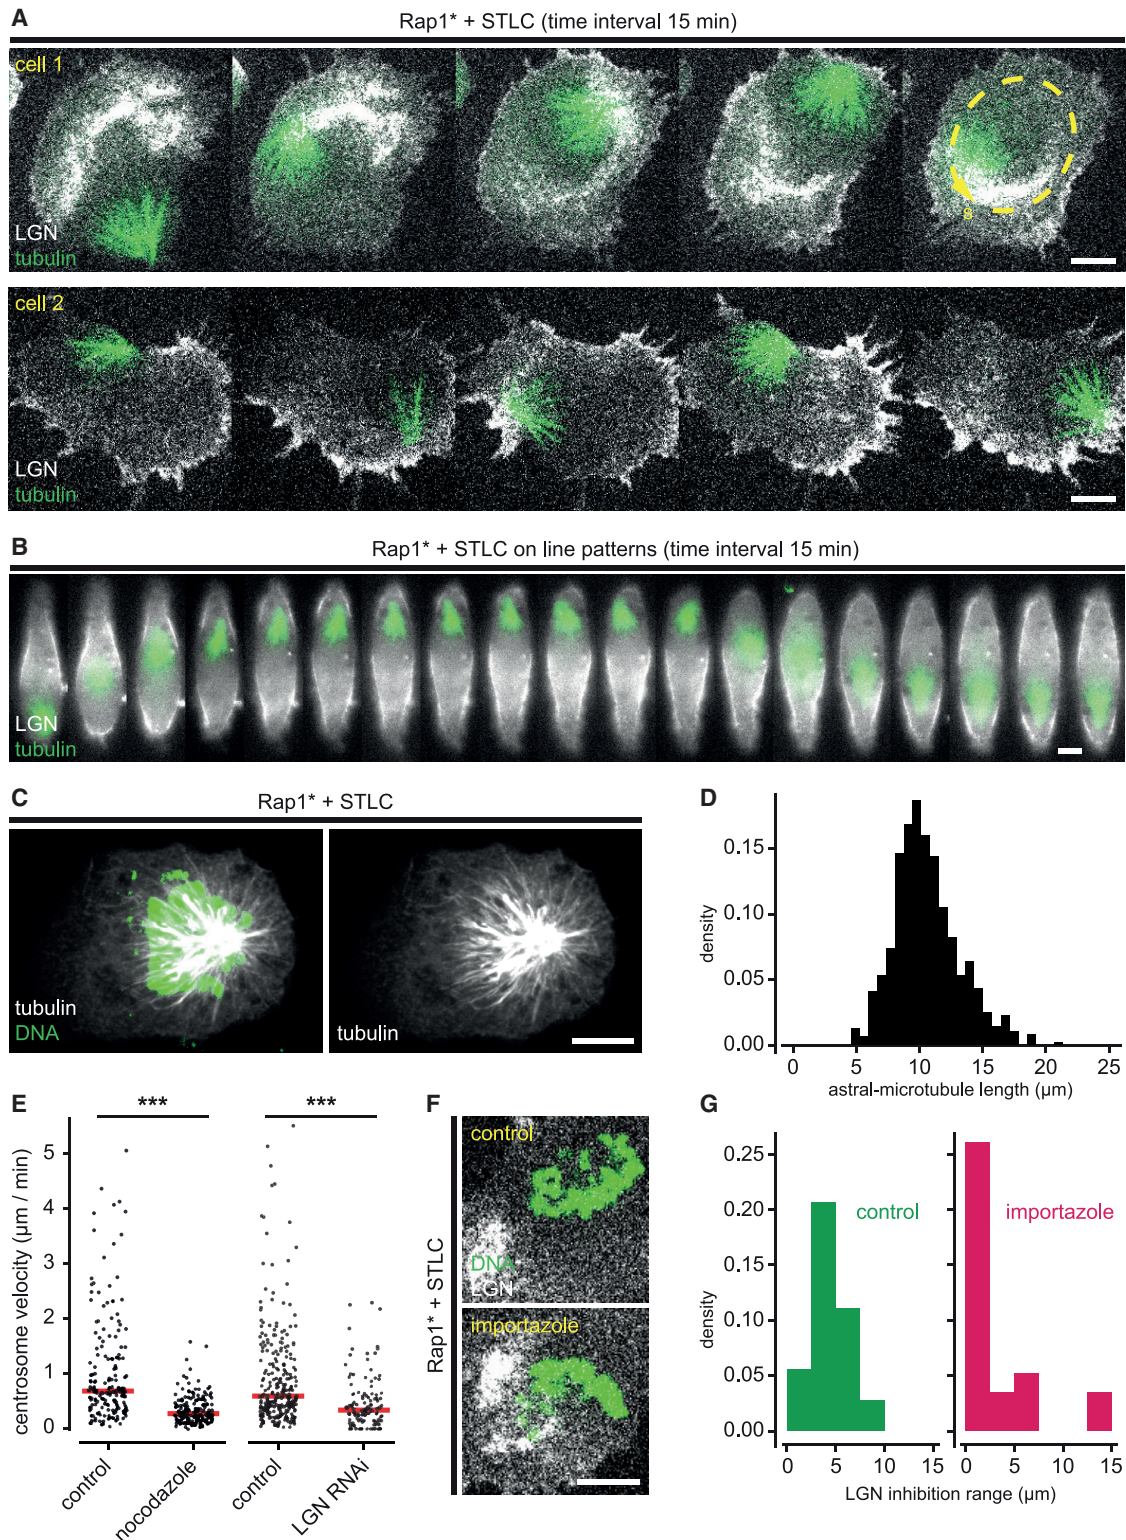 A
Rap1* + STLC (time interval 15 min)
cell 1
LGN
tubulin
s
cell 2
LGN
tubulin
B
Rap1* + STLC on line patterns (time interval 15 min)
LGN
tubulin
C
Rap1* + STLC
tubulin
DNA
tubulin
D
density
0.15
0.10
0.05
0.00
0 5 10 15 20 25
astral-microtubule length (µm)
E
*** ***
centrosome velocity (µm / min)
5
4
3
2
1
0
control
nocodazole
control
LGN RNAi
F
Rap1* + STLC
control
DNA
LGN
importazole
G
density
0.25
0.20
0.15
0.10
0.05
0.00
control
importazole
0 5 10 15 0 5 10 15
LGN inhibition range (µm)